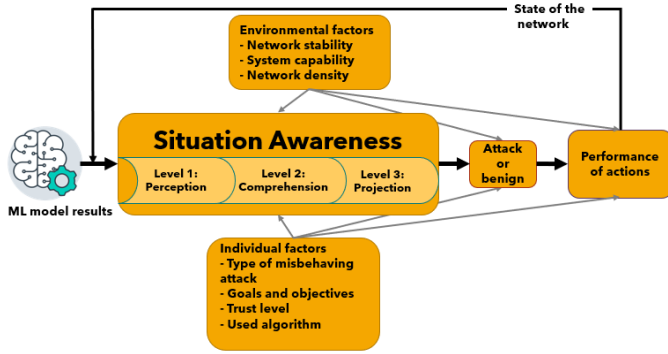 State of the
network
Environmental factors
- Network stability
- System capability
- Network density
Situation Awareness
Level 1:
Perception
Level 2:
Comprehension
Level 3:
Projection
Attack
or
benign
Performance
of actions
ML model results
Individual factors
- Type of misbehaving
attack
- Goals and objectives
- Trust level
- Used algorithm